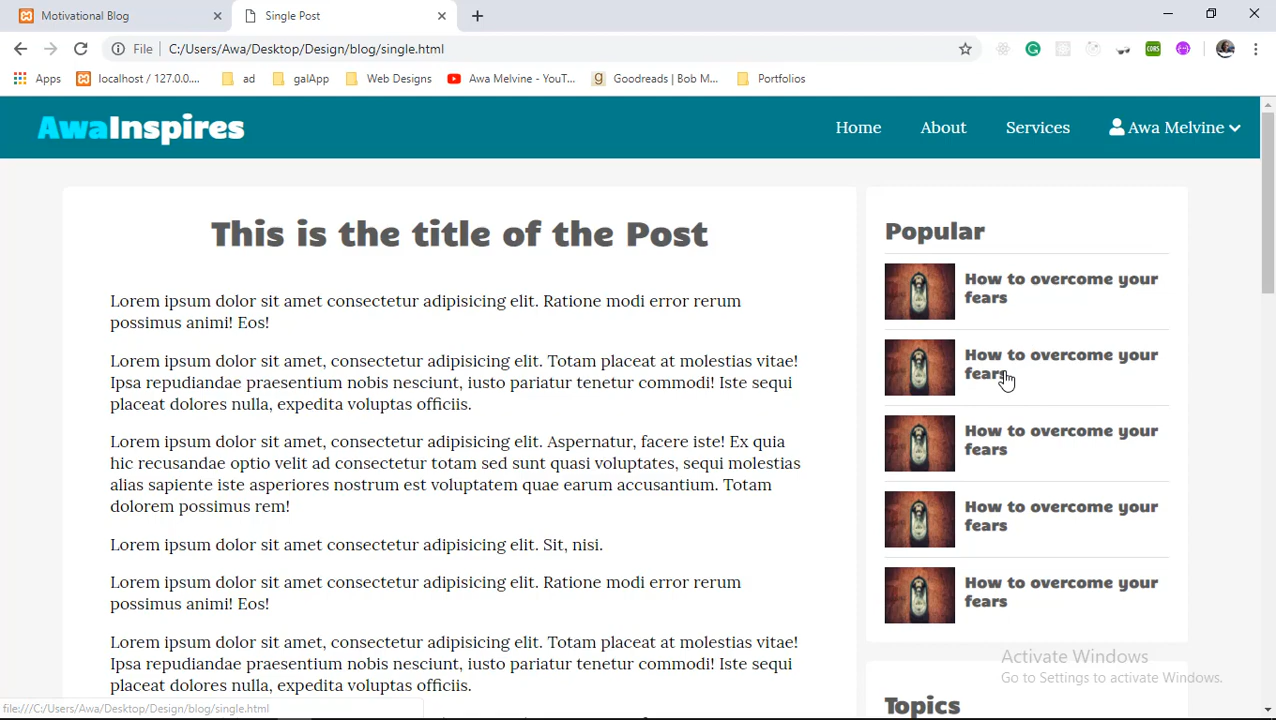 Motivational Blog
Single Post
File
C:/Users/Awa/Desktop/Design/blog/single.html
CORS
Apps
localhost / 127.0.0....
ad
galApp
Web Designs
Awa Melvine - YouT...
Goodreads | Bob M...
Portfolios
AwaInspires
Home
About
Services
Awa Melvine
This is the title of the Post
Lorem ipsum dolor sit amet consectetur adipisicing elit. Ratione modi error rerum
possimus animi! Eos!
Lorem ipsum dolor sit amet, consectetur adipisicing elit. Totam placeat at molestias vitae!
Ipsa repudiandae praesentium nobis nesciunt, iusto pariatur tenetur commodi! Iste sequi
placeat dolores nulla, expedita voluptas officiis.
Lorem ipsum dolor sit amet, consectetur adipisicing elit. Aspernatur, facere iste! Ex quia
hic recusandae optio velit ad consectetur totam sed sunt quasi voluptates, sequi molestias
alias sapiente iste asperiores nostrum est voluptatem quae earum accusantium. Totam
dolorem possimus rem!
Lorem ipsum dolor sit amet consectetur adipisicing elit. Sit, nisi.
Lorem ipsum dolor sit amet consectetur adipisicing elit. Ratione modi error rerum
possimus animi! Eos!
Lorem ipsum dolor sit amet, consectetur adipisicing elit. Totam placeat at molestias vitae!
Ipsa repudiandae praesentium nobis nesciunt, iusto pariatur tenetur commodi! Iste sequi
placeat dolores nulla, expedita voluptas officiis.
Popular
How to overcome your
fears
How to overcome your
fears
How to overcome your
fears
How to overcome your
fears
How to overcome your
fears
Topics
Activate Windows
Go to Settings to activate Windows.
file:///C:/Users/Awa/Desktop/Design/blog/single.html